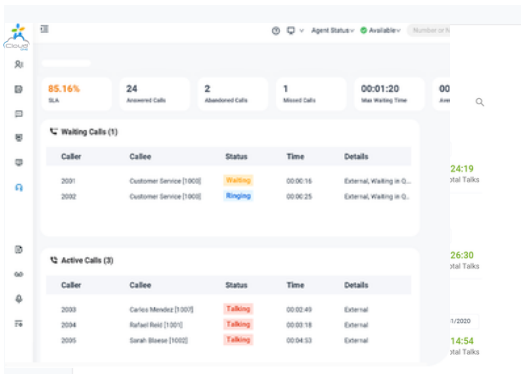 Cloud
Agent Status
Available
Number or N
85.16%
SLA
24
Answered Calls
2
Abandoned Calls
1
Missed Calls
00:01:20
Max Waiting Time
00
Aver
Waiting Calls (1)
Caller Callee Status Time Details
2001 Customer Service [1000] Waiting 00:00:16 External, Waiting in Q...
2002 Customer Service [1000] Ringing 00:00:25 External, Waiting in Q..
Active Calls (3)
Caller Callee Status Time Details
2003 Carlos Mendez [1007] Talking 00:02:49 External
2004 Rafael Reid [1001] Talking 00:03:18 External
2005 Sarah Bloese [1002] Talking 00:04:53 External
24:19
otal Talks
26:30
otal Talks
1/2020
14:54
otal Talks